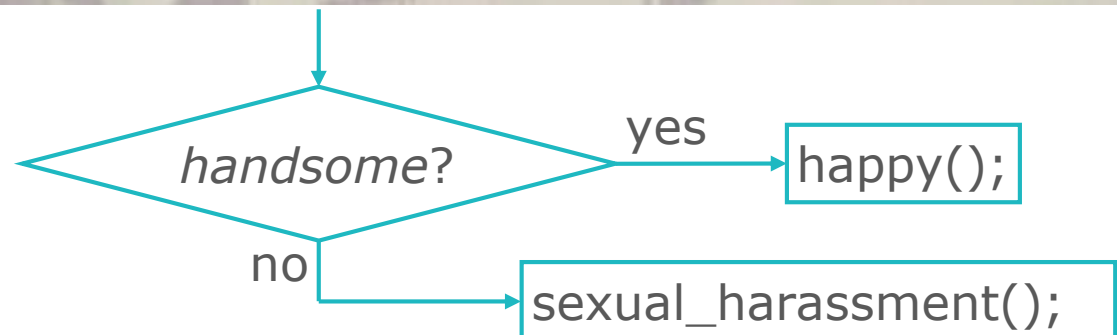 handsome?
yes
happy();
no
sexual_harassment();